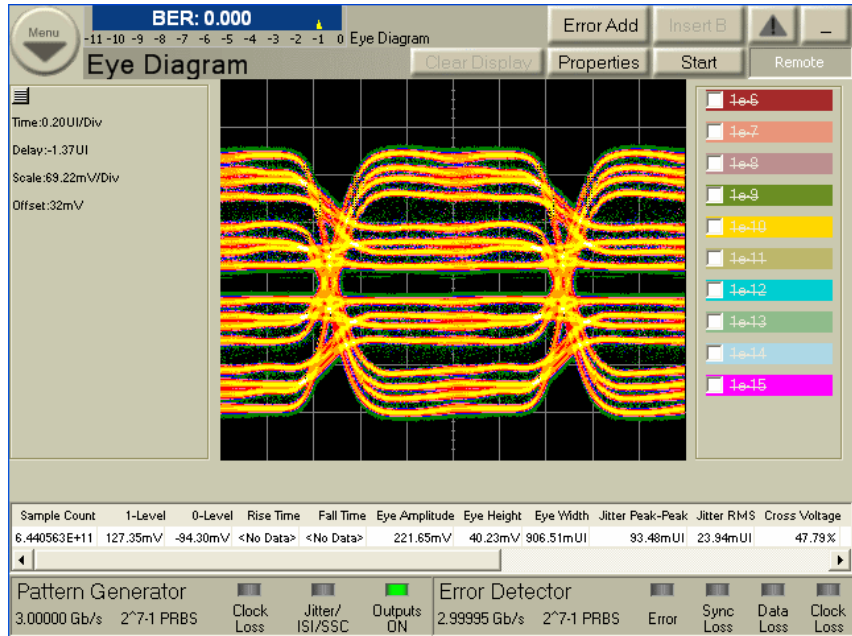 Menu
BER: 0.000
-11 -10 -9 -8 -7 -6 -5 -4 -3 -2 -1 0 Eye Diagram
Error Add
Insert B
Eye Diagram
Clear Display
Properties
Start
Remote
Time:0.20UI/Div
Delay:-1.37UI
Scale:69.22mV/Div
Offset:32mV
1e-6
1e-7
1e-8
1e-9
1e-10
1e-11
1e-12
1e-13
1e-14
1e-15
Sample Count 1-Level 0-Level Rise Time Fall Time Eye Amplitude Eye Height Eye Width Jitter Peak-Peak Jitter RMS Cross Voltage
6.440563E+11 127.35mV -94.30mV <No Data> <No Data> 221.65mV 40.23mV 906.51mUI 93.48mUI 23.94mUI 47.79%
Pattern Generator
3.00000 Gb/s 2^7-1 PRBS
Clock Loss
Jitter/ ISI/SSC
Outputs ON
Error Detector
2.99995 Gb/s 2^7-1 PRBS
Error
Sync Loss
Data Loss
Clock Loss